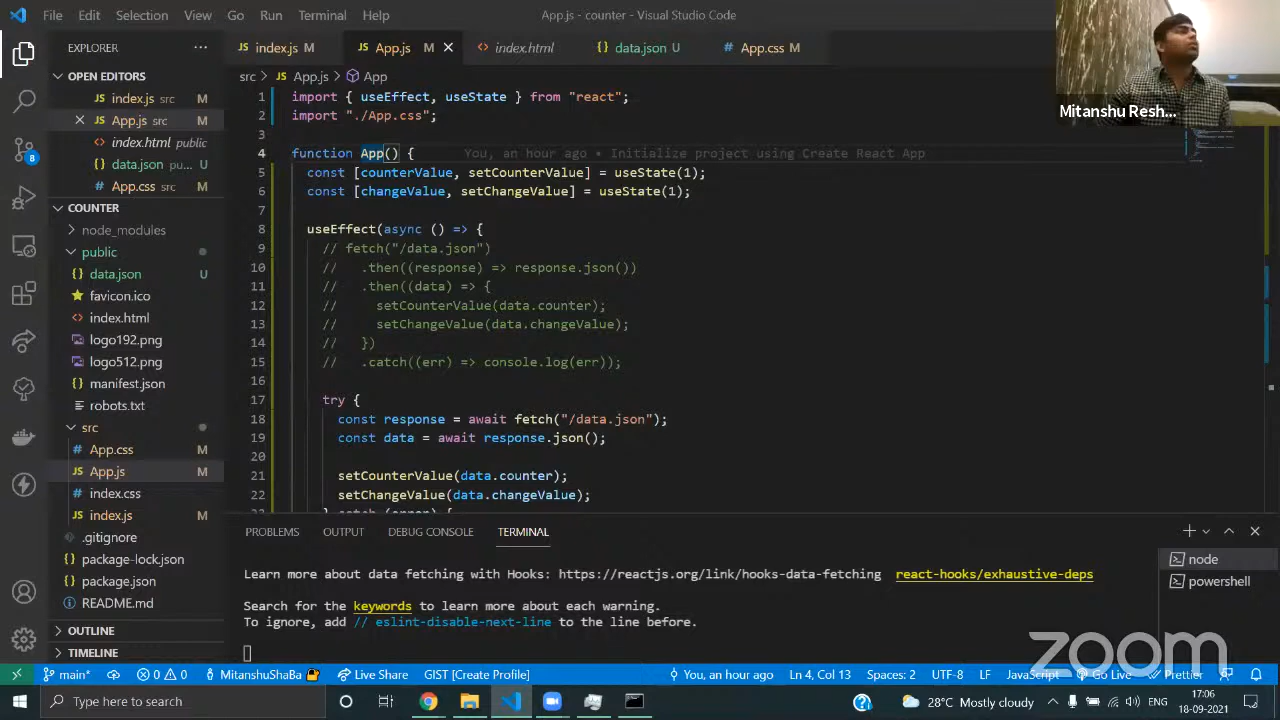 File Edit Selection View Go Run Terminal Help
App.js - counter - Visual Studio Code
EXPLORER
OPEN EDITORS
JS index.js src M
JS App.js src M
<> index.html public
{} data.json pu... U
# App.css src M
COUNTER
node_modules
public
{} data.json U
favicon.ico
<> index.html
logo192.png
logo512.png
{} manifest.json
robots.txt
src
# App.css M
JS App.js M
# index.css
JS index.js M
.gitignore
{} package-lock.json
{} package.json
README.md
OUTLINE
TIMELINE
8
JS index.js M JS App.js M <> index.html {} data.json U # App.css M
src > JS App.js > App
1 import { useEffect, useState } from "react";
2 import "./App.css";
3
4 function App() { You, an hour ago • Initialize project using Create React App
5 const [counterValue, setCounterValue] = useState(1);
6 const [changeValue, setChangeValue] = useState(1);
7
8 useEffect(async () => {
9 // fetch("/data.json")
10 // .then((response) => response.json())
11 // .then((data) => {
12 // setCounterValue(data.counter);
13 // setChangeValue(data.changeValue);
14 // })
15 // .catch((err) => console.log(err));
16
17 try {
18 const response = await fetch("/data.json");
19 const data = await response.json();
20
21 setCounterValue(data.counter);
22 setChangeValue(data.changeValue);
} catch (error) {
Mitanshu Resh...
PROBLEMS OUTPUT DEBUG CONSOLE TERMINAL
Learn more about data fetching with Hooks: https://reactjs.org/link/hooks-data-fetching react-hooks/exhaustive-deps
Search for the keywords to learn more about each warning.
To ignore, add // eslint-disable-next-line to the line before.
node
powershell
zoom
main* 0 0 MitanshuShaBa Live Share GIST [Create Profile] You, an hour ago Ln 4, Col 13 Spaces: 2 UTF-8 LF JavaScript Go Live Prettier
Type here to search
28°C Mostly cloudy ENG 17:06
18-09-2021